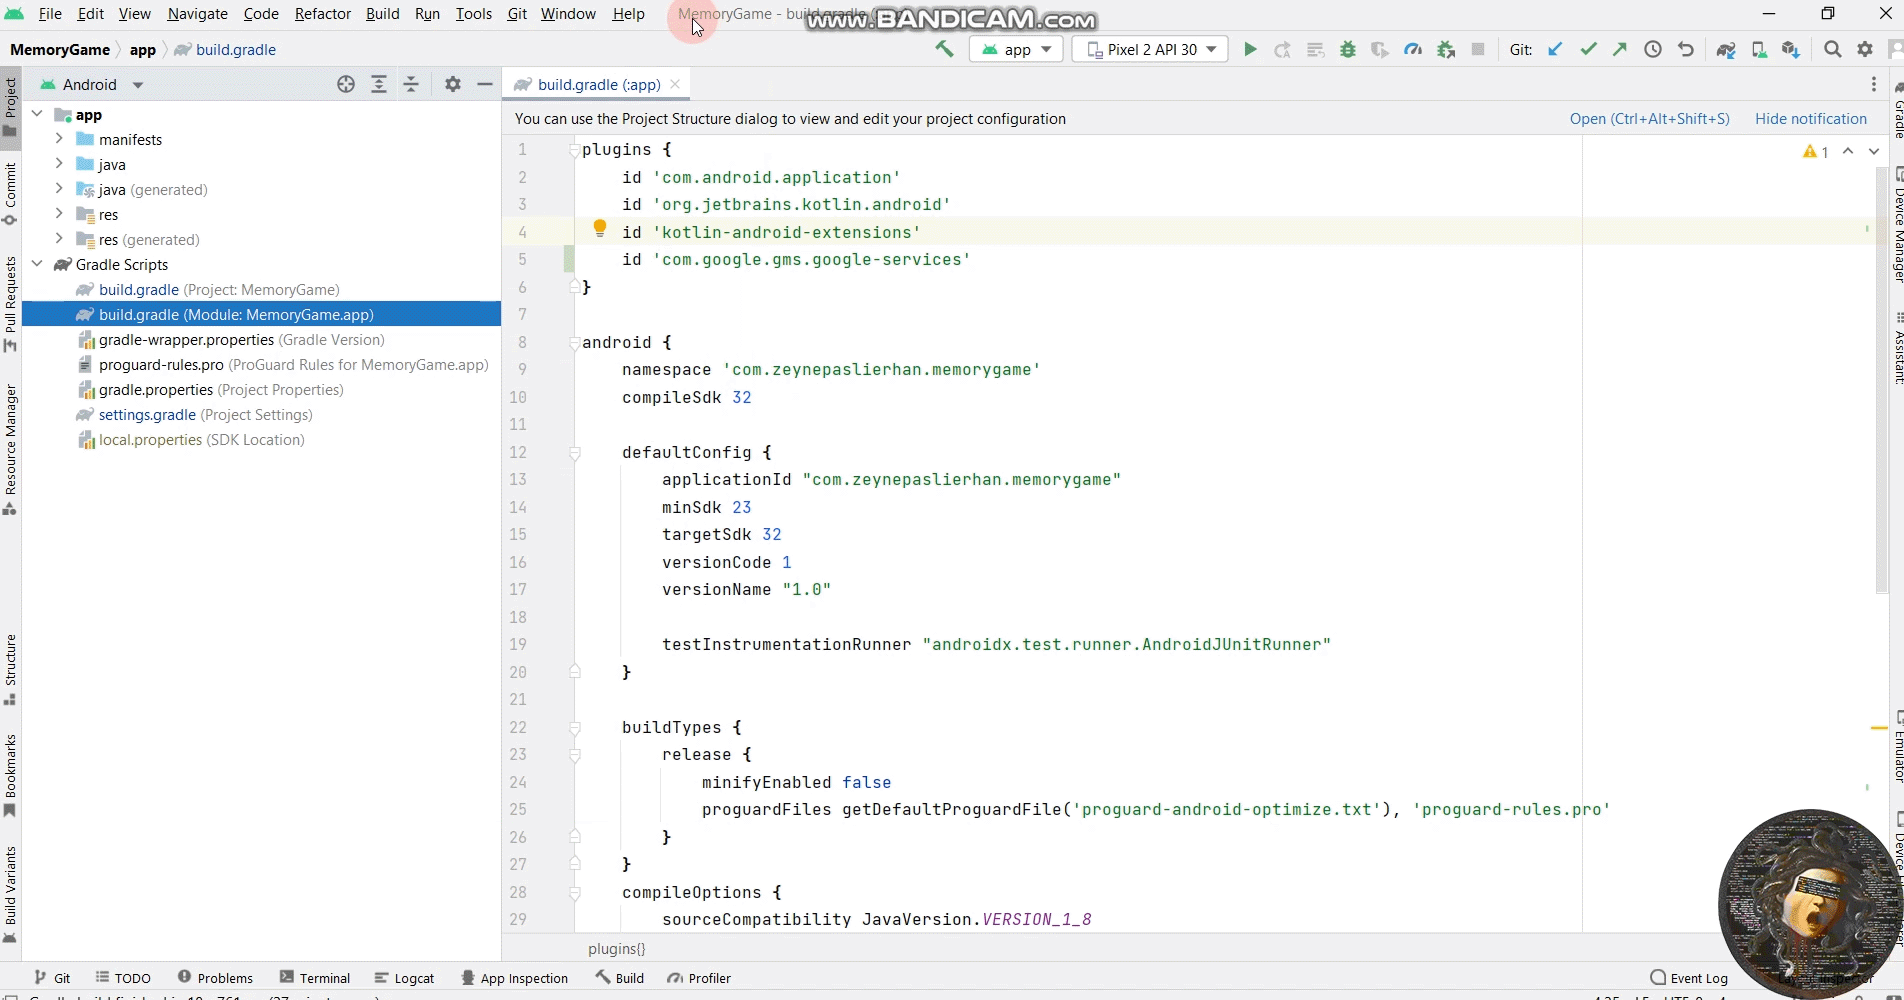 File Edit View Navigate Code Refactor Build Run Tools Git Window Help MemoryGame - build.gradle
www.BANDICAM.com
MemoryGame app build.gradle
app Pixel 2 API 30 Git:
Android
build.gradle (:app)
You can use the Project Structure dialog to view and edit your project configuration Open (Ctrl+Alt+Shift+S) Hide notification
app
manifests
java
java (generated)
res
res (generated)
Gradle Scripts
build.gradle (Project: MemoryGame)
build.gradle (Module: MemoryGame.app)
gradle-wrapper.properties (Gradle Version)
proguard-rules.pro (ProGuard Rules for MemoryGame.app)
gradle.properties (Project Properties)
settings.gradle (Project Settings)
local.properties (SDK Location)
1 plugins {
2 id 'com.android.application'
3 id 'org.jetbrains.kotlin.android'
4 id 'kotlin-android-extensions'
5 id 'com.google.gms.google-services'
6 }
7
8 android {
9 namespace 'com.zeynepaslierhan.memorygame'
10 compileSdk 32
11
12 defaultConfig {
13 applicationId "com.zeynepaslierhan.memorygame"
14 minSdk 23
15 targetSdk 32
16 versionCode 1
17 versionName "1.0"
18
19 testInstrumentationRunner "androidx.test.runner.AndroidJUnitRunner"
20 }
21
22 buildTypes {
23 release {
24 minifyEnabled false
25 proguardFiles getDefaultProguardFile('proguard-android-optimize.txt'), 'proguard-rules.pro'
26 }
27 }
28 compileOptions {
29 sourceCompatibility JavaVersion.VERSION_1_8
1
plugins{}
Project
Commit
Pull Requests
Resource Manager
Structure
Bookmarks
Build Variants
Gradle
Device Manager
Assistant:
Emulator
Git TODO Problems Terminal Logcat App Inspection Build Profiler Event Log